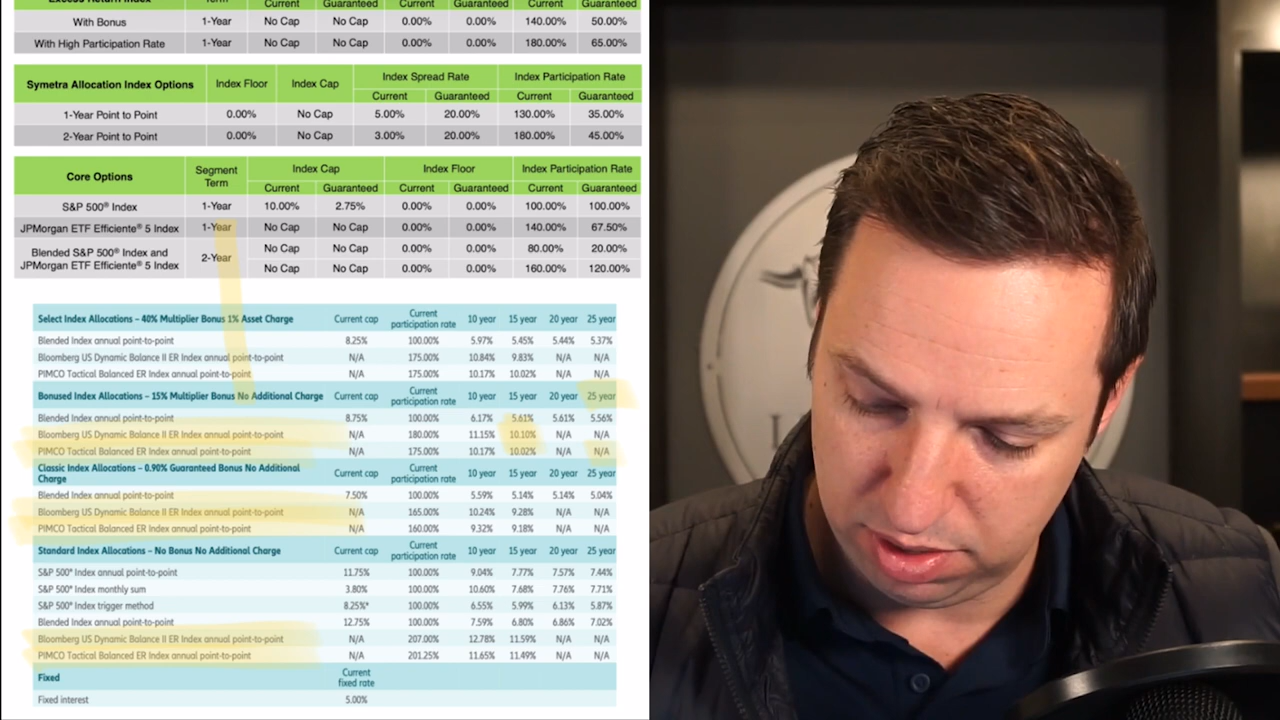 Excess Return Index Term Current Guaranteed Current Guaranteed Current Guaranteed
With Bonus 1-Year No Cap No Cap 0.00% 0.00% 140.00% 50.00%
With High Participation Rate 1-Year No Cap No Cap 0.00% 0.00% 180.00% 65.00%
Symetra Allocation Index Options Index Floor Index Cap Index Spread Rate Index Participation Rate
Current Guaranteed Current Guaranteed
1-Year Point to Point 0.00% No Cap 5.00% 20.00% 130.00% 35.00%
2-Year Point to Point 0.00% No Cap 3.00% 20.00% 180.00% 45.00%
Core Options Segment Term Index Cap Index Floor Index Participation Rate
Current Guaranteed Current Guaranteed Current Guaranteed
S&P 500® Index 1-Year 10.00% 2.75% 0.00% 0.00% 100.00% 100.00%
JPMorgan ETF Efficiente® 5 Index 1-Year No Cap No Cap 0.00% 0.00% 140.00% 67.50%
Blended S&P 500® Index and 2-Year No Cap No Cap 0.00% 0.00% 80.00% 20.00%
JPMorgan ETF Efficiente® 5 Index No Cap No Cap 0.00% 0.00% 160.00% 120.00%
Select Index Allocations – 40% Multiplier Bonus 1% Asset Charge Current cap Current participation rate 10 year 15 year 20 year 25 year
Blended Index annual point-to-point 8.25% 100.00% 5.97% 5.45% 5.44% 5.37%
Bloomberg US Dynamic Balance II ER Index annual point-to-point N/A 175.00% 10.84% 9.83% N/A N/A
PIMCO Tactical Balanced ER Index annual point-to-point N/A 175.00% 10.17% 10.02% N/A N/A
Bonused Index Allocations – 15% Multiplier Bonus No Additional Charge Current cap Current participation rate 10 year 15 year 20 year 25 year
Blended Index annual point-to-point 8.75% 100.00% 6.17% 5.61% 5.61% 5.56%
Bloomberg US Dynamic Balance II ER Index annual point-to-point N/A 180.00% 11.15% 10.10% N/A N/A
PIMCO Tactical Balanced ER Index annual point-to-point N/A 175.00% 10.17% 10.02% N/A N/A
Classic Index Allocations – 0.90% Guaranteed Bonus No Additional Charge Current cap Current participation rate 10 year 15 year 20 year 25 year
Blended Index annual point-to-point 7.50% 100.00% 5.59% 5.14% 5.14% 5.04%
Bloomberg US Dynamic Balance II ER Index annual point-to-point N/A 165.00% 10.24% 9.28% N/A N/A
PIMCO Tactical Balanced ER Index annual point-to-point N/A 160.00% 9.32% 9.18% N/A N/A
Standard Index Allocations – No Bonus No Additional Charge Current cap Current participation rate 10 year 15 year 20 year 25 year
S&P 500® Index annual point-to-point 11.75% 100.00% 9.04% 7.77% 7.57% 7.44%
S&P 500® Index monthly sum 3.80% 100.00% 10.60% 7.68% 7.76% 7.71%
S&P 500® Index trigger method 8.25%* 100.00% 6.55% 5.99% 6.13% 5.87%
Blended Index annual point-to-point 12.75% 100.00% 7.59% 6.80% 6.86% 7.02%
Bloomberg US Dynamic Balance II ER Index annual point-to-point N/A 207.00% 12.78% 11.59% N/A N/A
PIMCO Tactical Balanced ER Index annual point-to-point N/A 201.25% 11.65% 11.49% N/A N/A
Fixed Current fixed rate
Fixed interest 5.00%